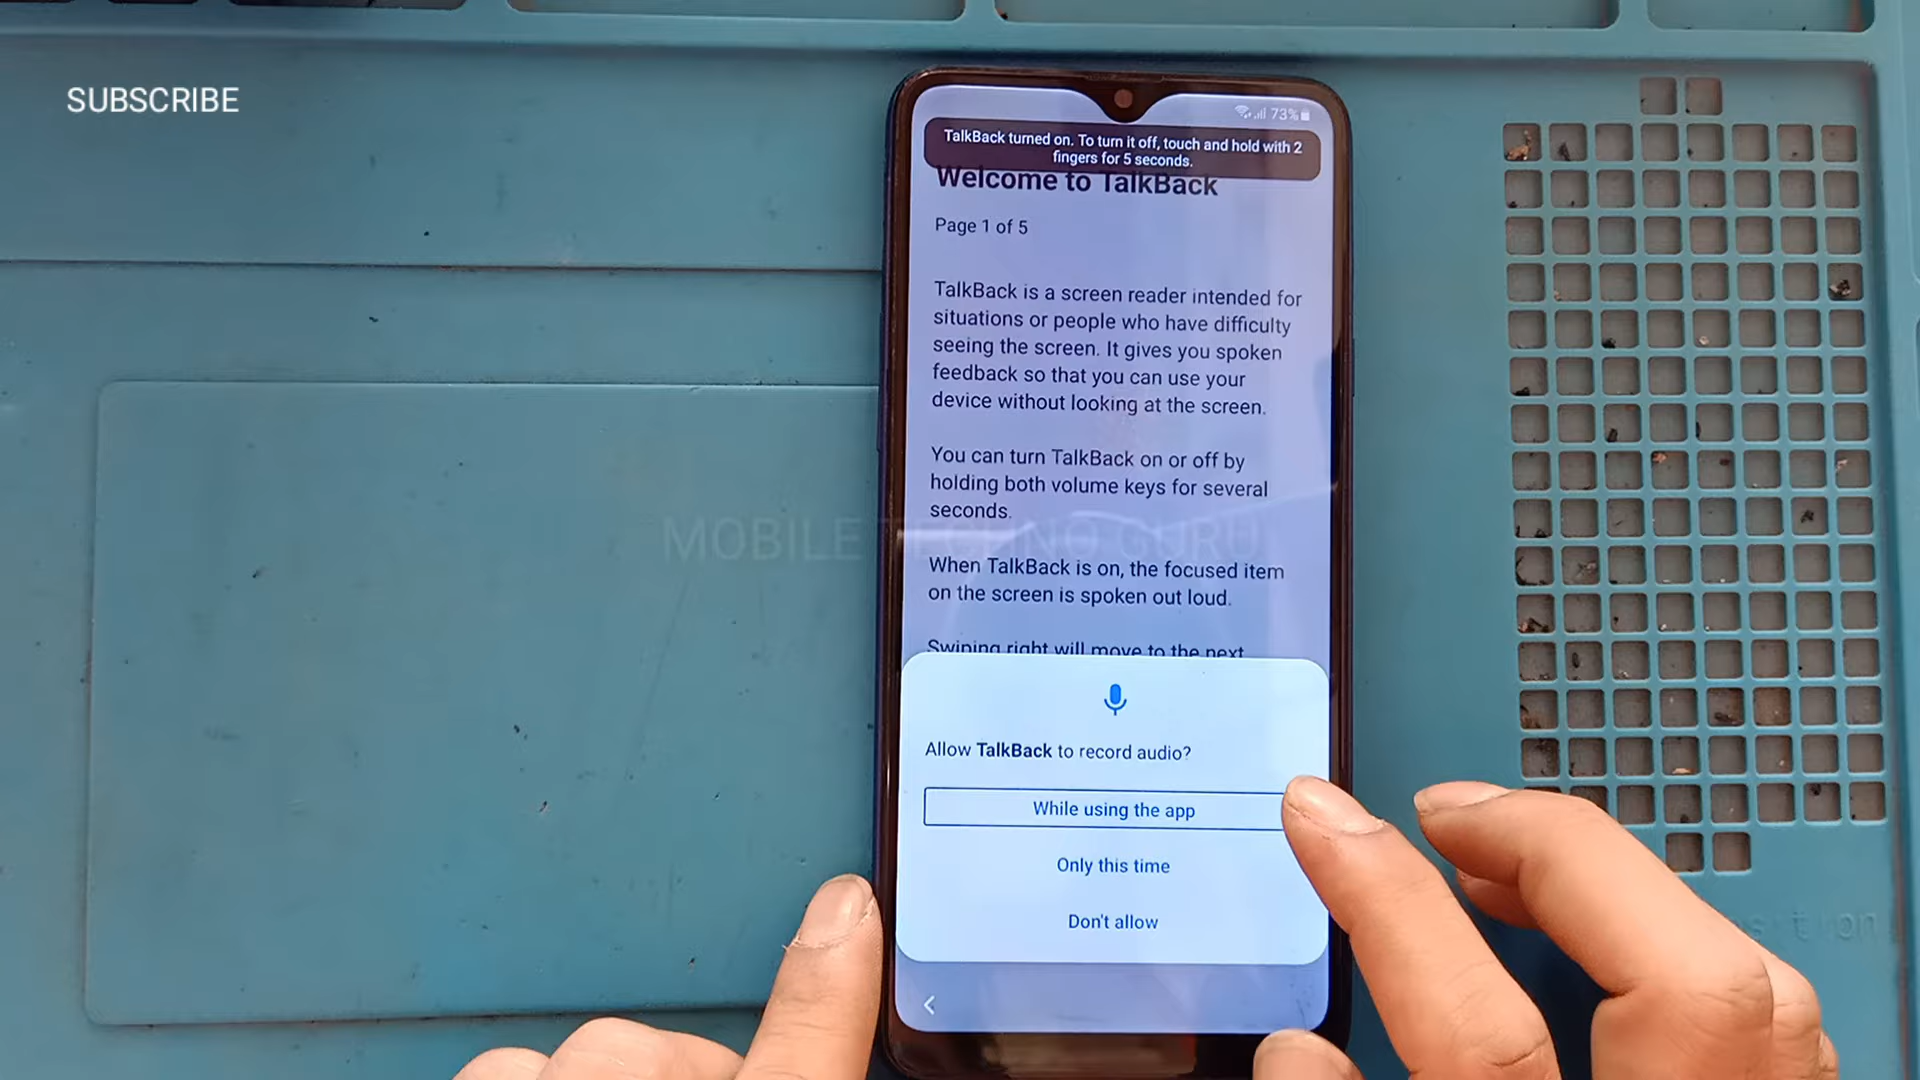 SUBSCRIBE
73%
TalkBack turned on. To turn it off, touch and hold with 2
fingers for 5 seconds.
Welcome to TalkBack
Page 1 of 5
TalkBack is a screen reader intended for
situations or people who have difficulty
seeing the screen. It gives you spoken
feedback so that you can use your
device without looking at the screen.
You can turn TalkBack on or off by
holding both volume keys for several
seconds.
MOBILE TECHNO GURU
When TalkBack is on, the focused item
on the screen is spoken out loud.
Swiping right will move to the next
Allow TalkBack to record audio?
While using the app
Only this time
Don't allow